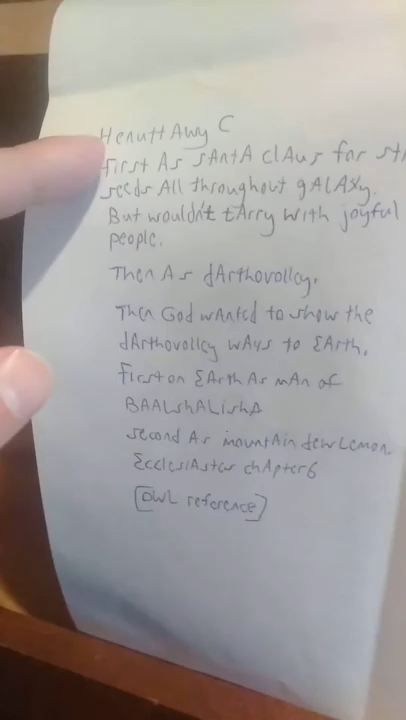 Henutt Awy C
first As sAntA clAus for
seeds All throughout gALAxy.
But wouldn't tArry with joyful
people.
Then As dArthovolley.
Then God wAnted to show the
dArthovolley wAys to EArth.
first on EArth As mAn of
BAALshALishA
second As mountAin dew Lemon.
EcclesiAstes chApter 6
[OWL reference]